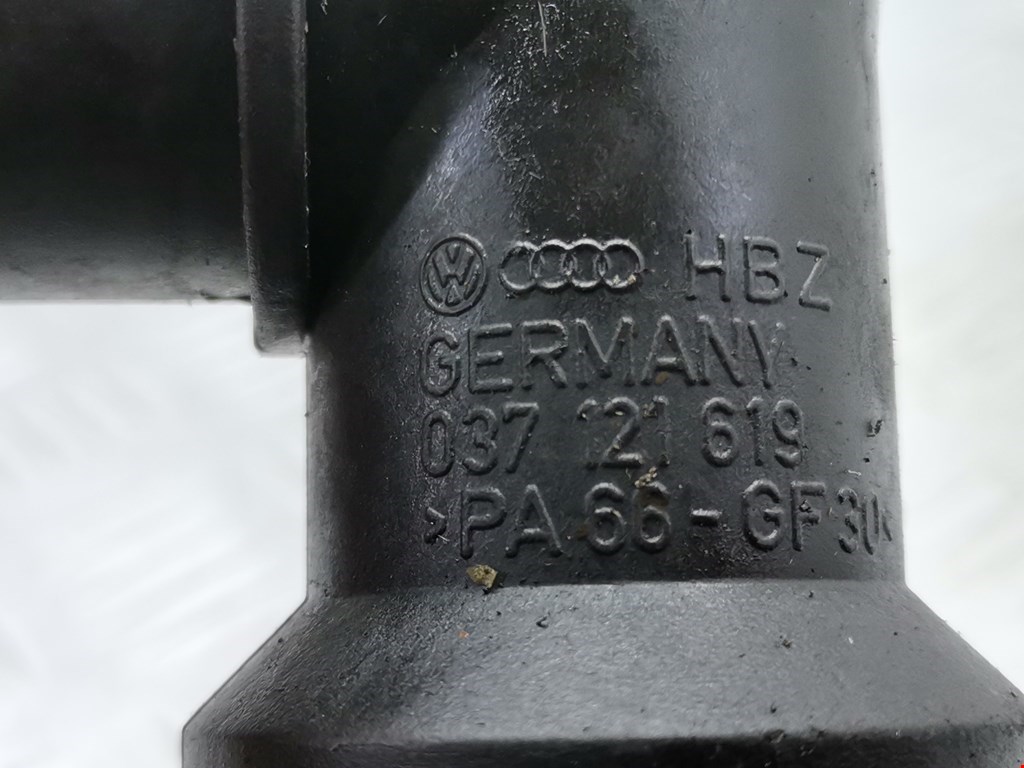 HBZ
GERMANY
037 121 619
>PA 66-GF30<